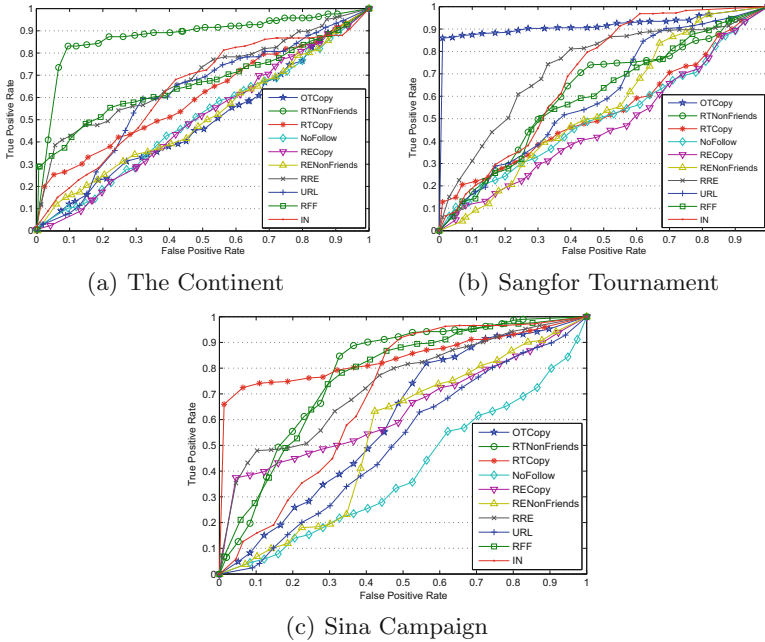 1
0.9
0.8
0.7
0.6
0.5
0.4
0.3
0.2
0.1
0
True Positive Rate
OTCopy
RTNonFriends
RTCopy
NoFollow
RECopy
RENonFriends
RRE
URL
RFF
IN
0 0.1 0.2 0.3 0.4 0.5 0.6 0.7 0.8 0.9 1
False Positive Rate
(a) The Continent
1
0.9
0.8
0.7
0.6
0.5
0.4
0.3
0.2
0.1
0
True Positive Rate
OTCopy
RTNonFriends
RTCopy
NoFollow
RECopy
RENonFriends
RRE
URL
RFF
IN
0 0.1 0.2 0.3 0.4 0.5 0.6 0.7 0.8 0.9
False Positive Rate
(b) Sangfor Tournament
1
0.9
0.8
0.7
0.6
0.5
0.4
0.3
0.2
0.1
0
True Positive Rate
OTCopy
RTNonFriends
RTCopy
NoFollow
RECopy
RENonFriends
RRE
URL
RFF
IN
0 0.1 0.2 0.3 0.4 0.5 0.6 0.7 0.8 0.9 1
False Positive Rate
(c) Sina Campaign